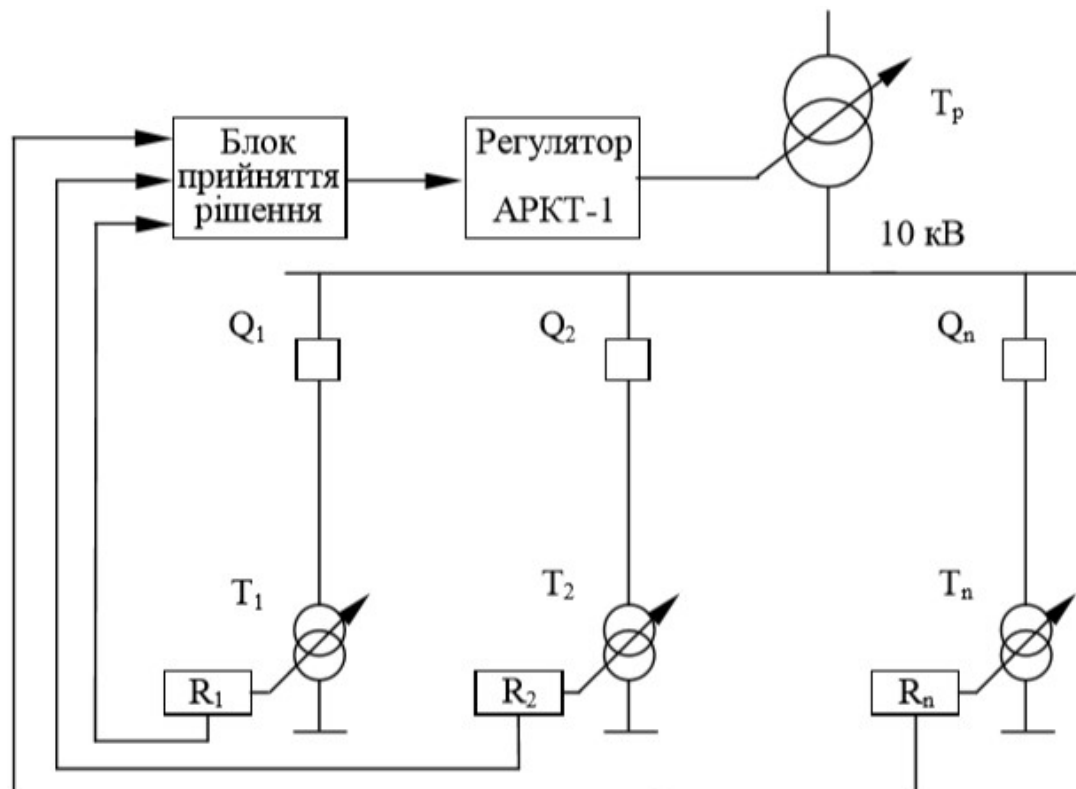 Блок
прийняття
рішення
Регулятор
АРКТ-1
Tр
10 кВ
Q1
Q2
Qn
T1
T2
Tn
R1
R2
Rn